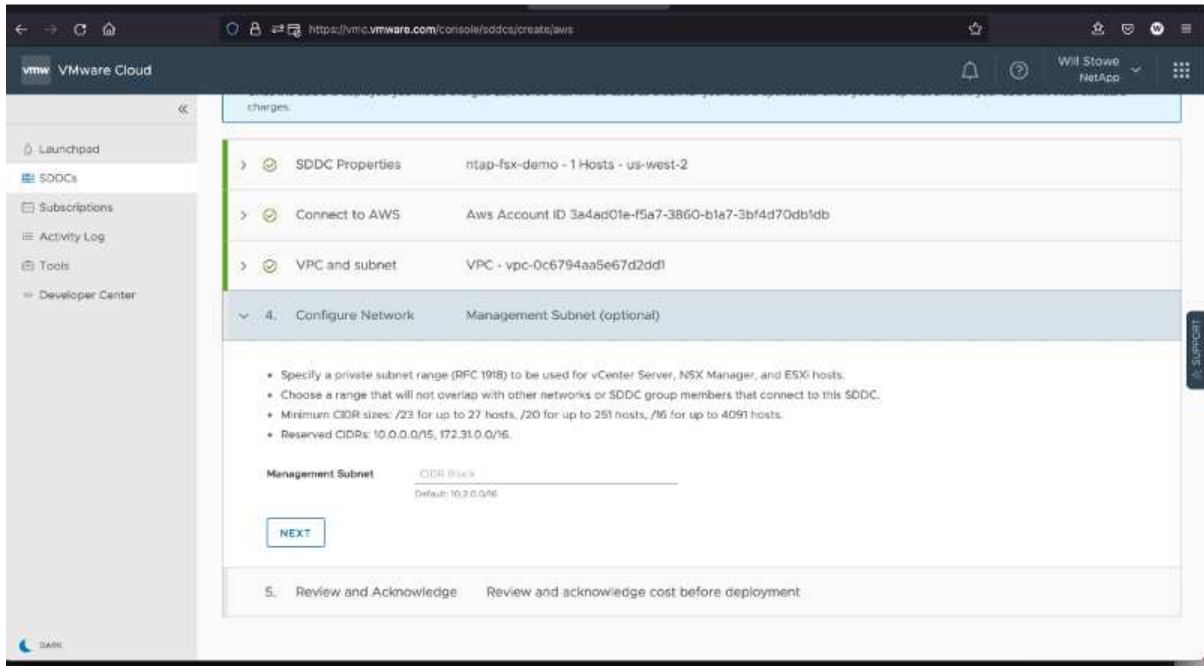 https://vmc.vmware.com/console/sddcs/create/aws
W
vmw VMware Cloud
Will Stowe
NetApp
charges.
Launchpad
SDDCs
Subscriptions
Activity Log
Tools
Developer Center
SDDC Properties ntap-fsx-demo - 1 Hosts - us-west-2
Connect to AWS Aws Account ID 3a4ad01e-f5a7-3860-b1a7-3bf4d70db1db
VPC and subnet VPC - vpc-0c6794aa5e67d2dd1
4. Configure Network Management Subnet (optional)
• Specify a private subnet range (RFC 1918) to be used for vCenter Server, NSX Manager, and ESXi hosts.
• Choose a range that will not overlap with other networks or SDDC group members that connect to this SDDC.
• Minimum CIDR sizes: /23 for up to 27 hosts, /20 for up to 251 hosts, /16 for up to 4091 hosts.
• Reserved CIDRs: 10.0.0.0/15, 172.31.0.0/16.
Management Subnet CIDR Block
Default: 10.2.0.0/16
NEXT
5. Review and Acknowledge Review and acknowledge cost before deployment
SUPPORT
DARK